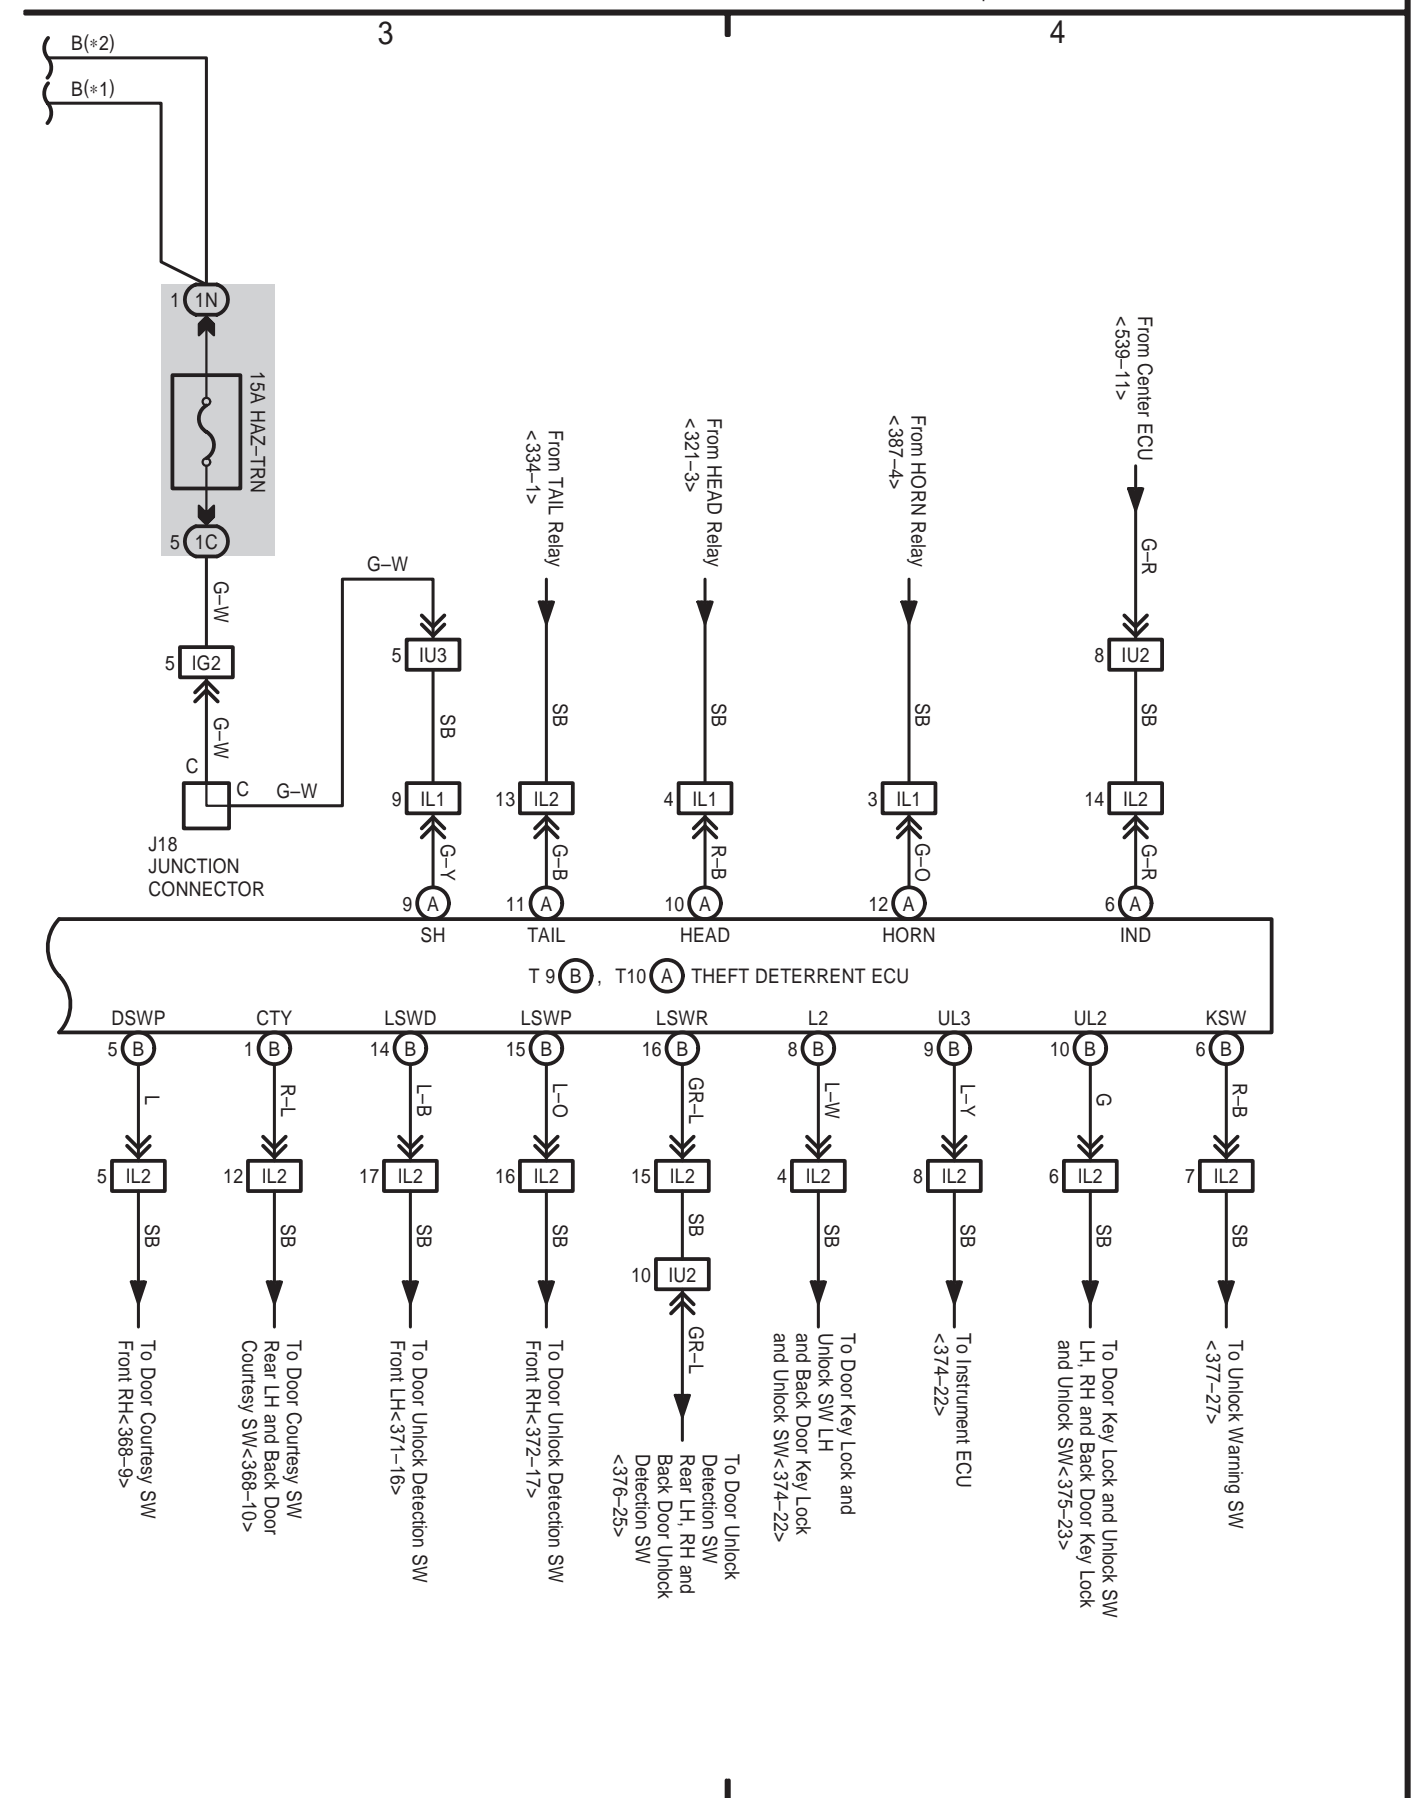 3
4
B(∗2)
B(∗1)
1
1N
15A HAZ–TRN
5
1C
G–W
5
IG2
G–W
C
C
G–W
J18
JUNCTION
CONNECTOR
G–W
5
IU3
SB
9
IL1
G–Y
9
A
SH
From TAIL Relay
<334–1>
SB
13
IL2
G–B
11
A
TAIL
From HEAD Relay
<321–3>
SB
4
IL1
R–B
10
A
HEAD
From HORN Relay
<387–4>
SB
3
IL1
G–O
12
A
HORN
From Center ECU
<539–11>
G–R
8
IU2
SB
14
IL2
G–R
6
A
IND
T 9 B , T10 A THEFT DETERRENT ECU
DSWP
5
B
L
5
IL2
SB
To Door Courtesy SW
Front RH<368–9>
CTY
1
B
R–L
12
IL2
SB
To Door Courtesy SW
Rear LH and Back Door
Courtesy SW<368–10>
LSWD
14
B
L–B
17
IL2
SB
To Door Unlock Detection SW
Front LH<371–16>
LSWP
15
B
L–O
16
IL2
SB
To Door Unlock Detection SW
Front RH<372–17>
LSWR
16
B
GR–L
15
IL2
SB
10
IU2
GR–L
To Door Unlock
Detection SW
Rear LH, RH and
Back Door Unlock
Detection SW
<376–25>
L2
8
B
L–W
4
IL2
SB
To Door Key Lock and
Unlock SW LH
and Back Door Key Lock
and Unlock SW<374–22>
UL3
9
B
L–Y
8
IL2
SB
To Instrument ECU
<374–22>
UL2
10
B
G
6
IL2
SB
To Door Key Lock and Unlock SW
LH, RH and Back Door Key Lock
and Unlock SW<375–23>
KSW
6
B
R–B
7
IL2
SB
To Unlock Warning SW
<377–27>